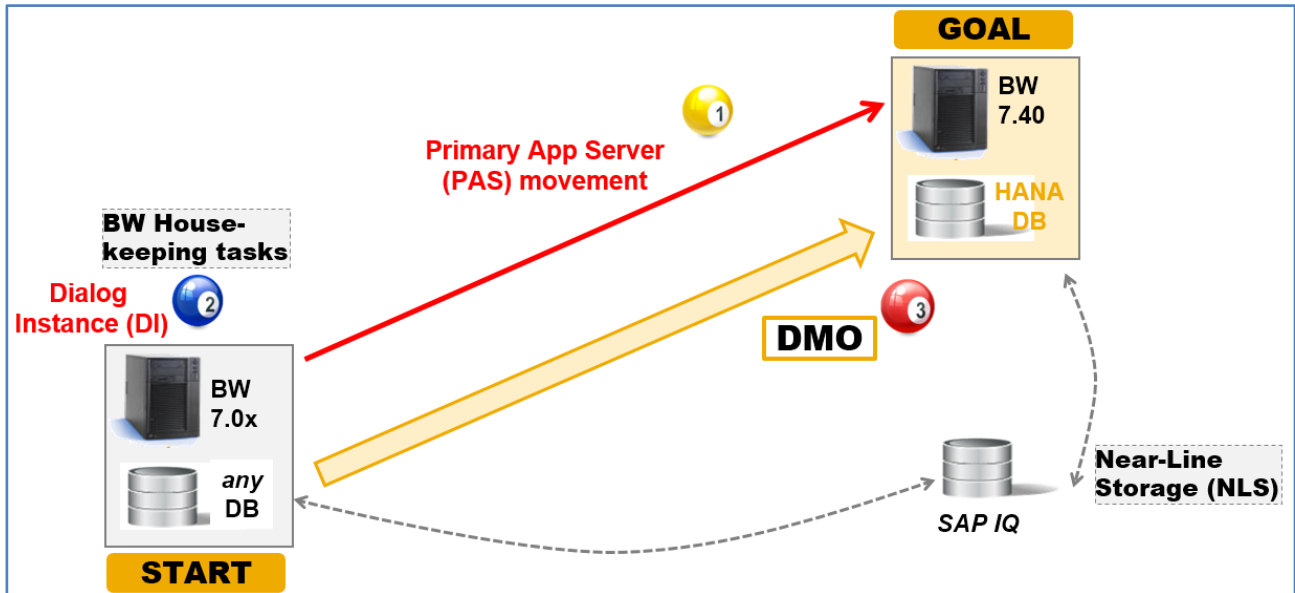 GOAL
BW
7.40
HANA
DB
1
Primary App Server
(PAS) movement
BW House-
keeping tasks
2
Dialog
Instance (DI)
3
DMO
BW
7.0x
any
DB
START
Near-Line
Storage (NLS)
SAP IQ